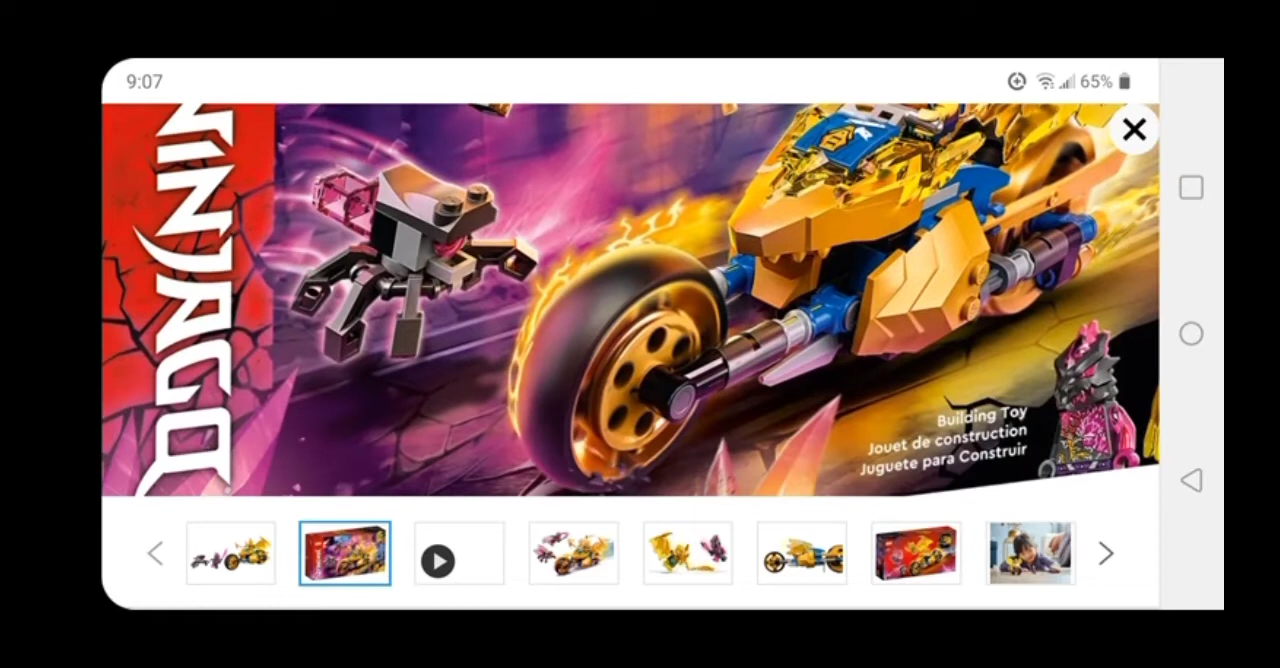 9:07
65%
NINJAGO
Building Toy
Jouet de construction
Juguete para Construir